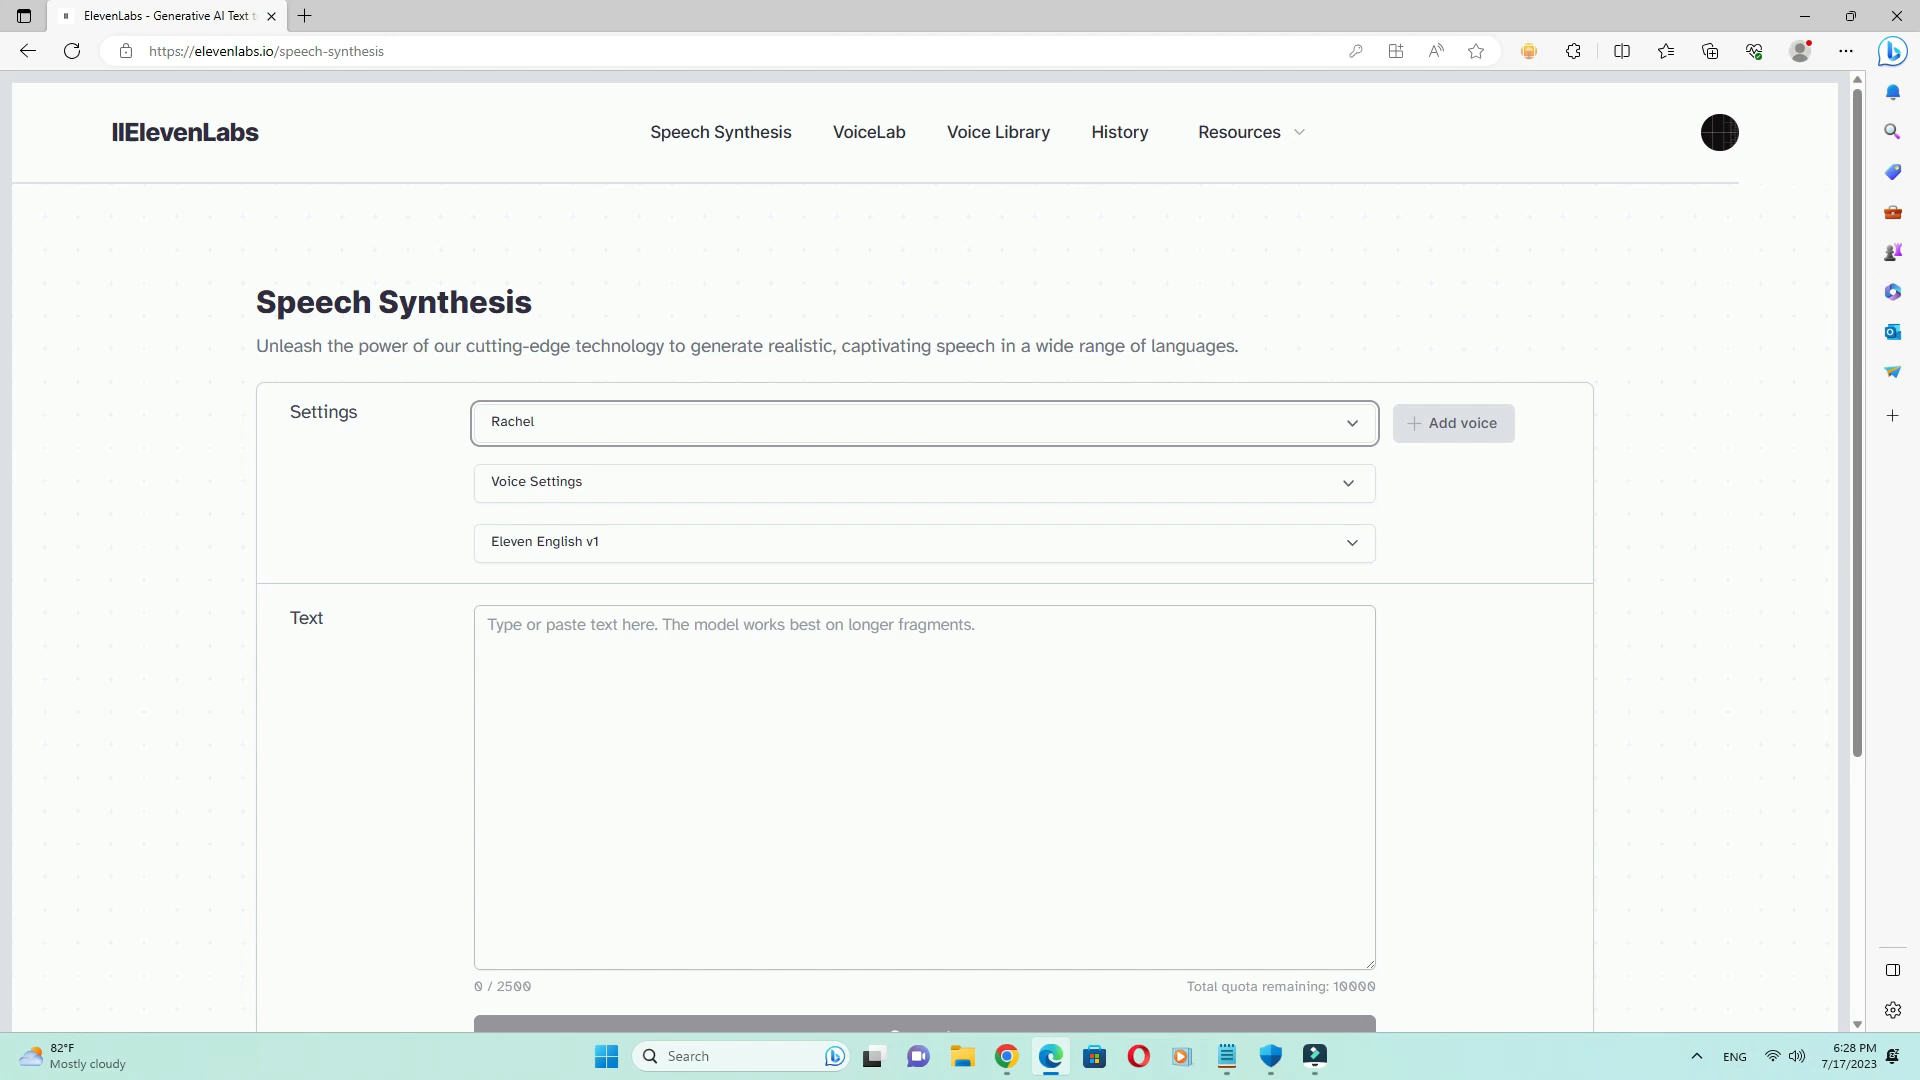 ElevenLabs - Generative AI Text t
https://elevenlabs.io/speech-synthesis
IIElevenLabs
Speech Synthesis
VoiceLab
Voice Library
History
Resources
Speech Synthesis
Unleash the power of our cutting-edge technology to generate realistic, captivating speech in a wide range of languages.
Settings
Rachel
Add voice
Voice Settings
Eleven English v1
Text
Type or paste text here. The model works best on longer fragments.
0 / 2500
Total quota remaining: 10000
82°F
Mostly cloudy
Search
ENG
6:28 PM
7/17/2023